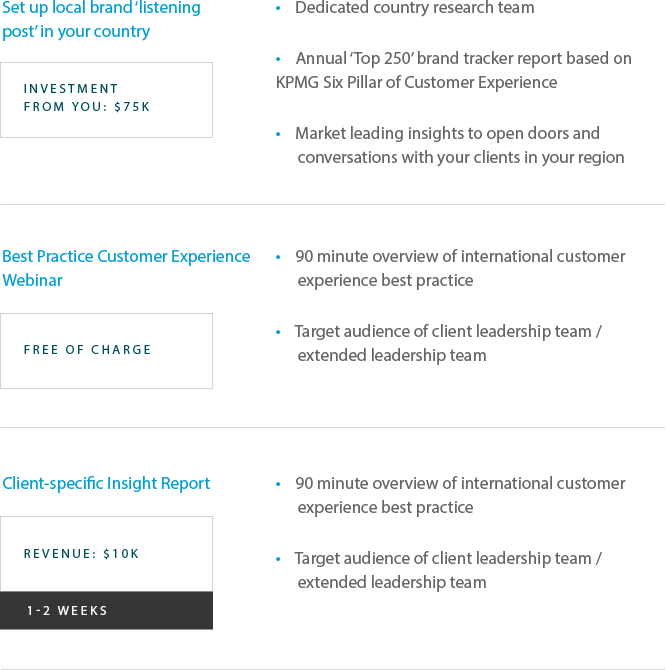 Set up local brand ‘listening
post’ in your country
INVESTMENT
FROM YOU: $75K
• Dedicated country research team
• Annual ‘Top 250’ brand tracker report based on
KPMG Six Pillar of Customer Experience
• Market leading insights to open doors and
conversations with your clients in your region
Best Practice Customer Experience
Webinar
FREE OF CHARGE
• 90 minute overview of international customer
experience best practice
• Target audience of client leadership team /
extended leadership team
Client-specific Insight Report
REVENUE: $10K
1-2 WEEKS
• 90 minute overview of international customer
experience best practice
• Target audience of client leadership team /
extended leadership team